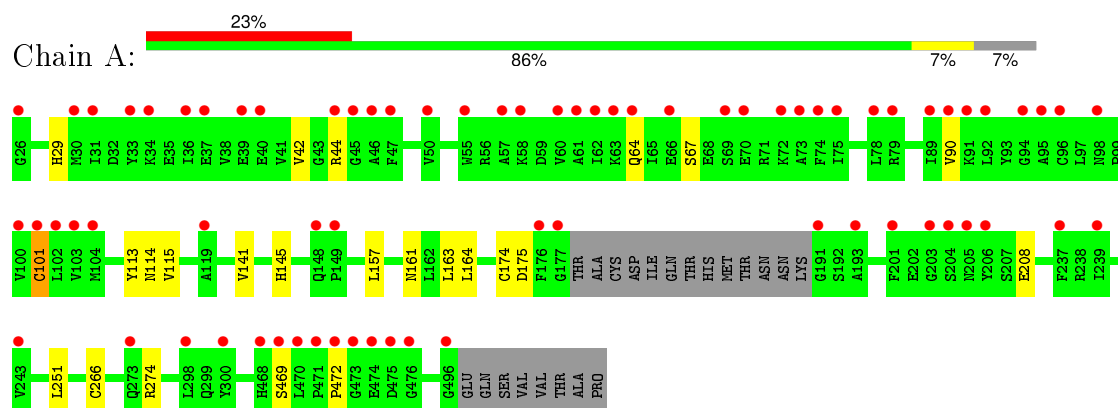 23%
Chain A:
86% 7% 7%
G26 H29 M30 I31 D32 Y33 K34 E35 I36 E37 V38 E39 E40 V41 V42 G43 R44 G45 A46 F47 V50 W55 R56 A57 K58 D59 V60 A61 I62 K63 Q64 I65 E66 S67 E68 S69 E70 R71 K72 A73 F74 I75 L78 R79 I89 V90 K91 L92 Y93 G94 A95 C96 L97 N98 P99
V100 C101 L102 V103 M104 Y113 N114 V115 A119 V141 H145 Q148 P149 L157 N161 L162 L163 L164 C174 D175 F176 G177 THR ALA CYS ASP ILE GLN THR HIS MET THR ASN ASN LYS G191 S192 A193 F201 E202 G203 S204 N205 Y206 S207 E208 F237 R238 I239
V243 L251 C266 Q273 R274 L298 Q299 Y300 H468 S469 L470 P471 P472 G473 E474 D475 G476 G496 GLU GLN SER VAL VAL THR ALA PRO